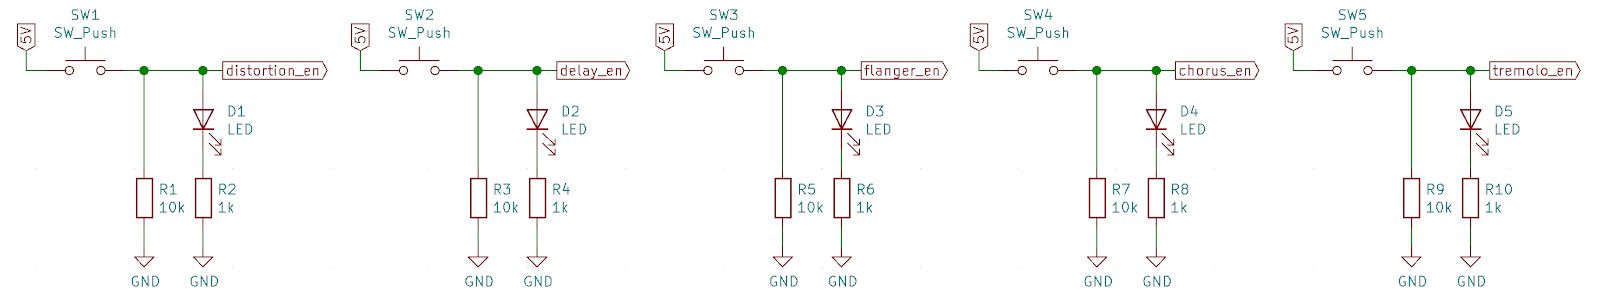 SW1
SW_Push
5V
distortion_en
D1
LED
R1
10k
R2
1k
GND
GND
SW2
SW_Push
5V
delay_en
D2
LED
R3
10k
R4
1k
GND
GND
SW3
SW_Push
5V
flanger_en
D3
LED
R5
10k
R6
1k
GND
GND
SW4
SW_Push
5V
chorus_en
D4
LED
R7
10k
R8
1k
GND
GND
SW5
SW_Push
5V
tremolo_en
D5
LED
R9
10k
R10
1k
GND
GND